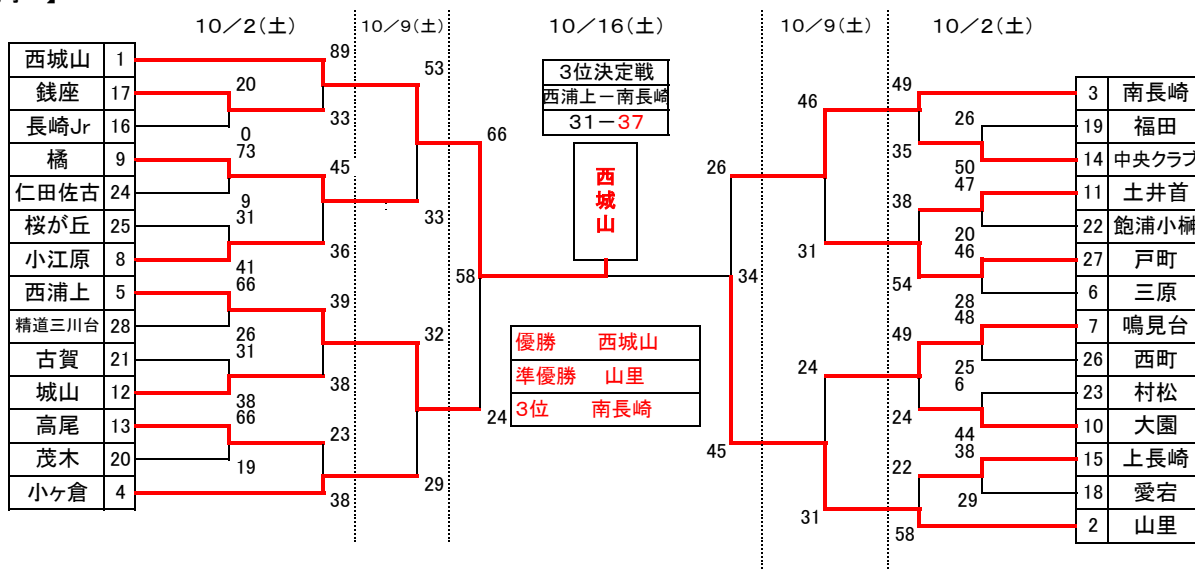 10／2(土)
10／9(土)
10／16(土)
10／9(土)
10／2(土)
西城山 1
銭座 17
長崎Jr 16
橘 9
仁田佐古 24
桜が丘 25
小江原 8
西浦上 5
精道三川台 28
古賀 21
城山 12
高尾 13
茂木 20
小ヶ倉 4
89
20
33
0
73
45
9
31
36
41
66
39
26
31
38
38
66
23
19
38
53
33
32
29
66
24
58
3位決定戦
西浦上－南長崎
31－37
西城山
優勝 西城山
準優勝 山里
3位 南長崎
34
26
45
46
31
24
31
49
26
35
50
47
38
20
46
54
28
48
49
25
6
24
44
38
22
29
58
3 南長崎
19 福田
14 中央クラブ
11 土井首
22 飽浦小榊
27 戸町
6 三原
7 鳴見台
26 西町
23 村松
10 大園
15 上長崎
18 愛宕
2 山里